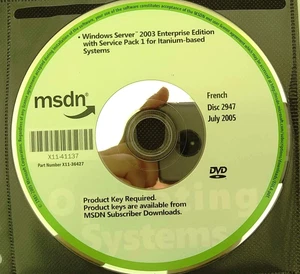 • Windows Server™ 2003 Enterprise Edition
with Service Pack 1 for Itanium-based
Systems
msdn
French
Disc 2947
July 2005
X11-41137
Part Number X11-36427
DVD
Product Key Required.
Product keys are available from
MSDN Subscriber Downloads.
Operating
Systems